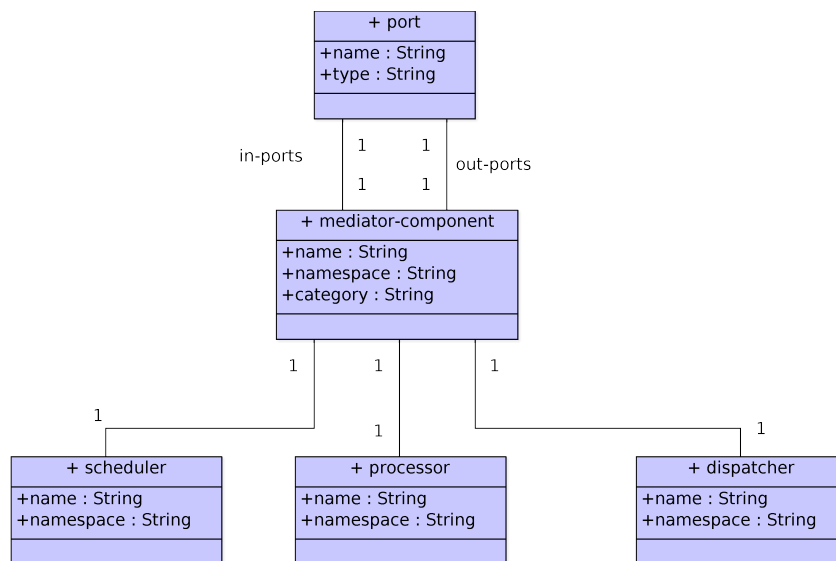 + port
+name : String
+type : String
in-ports
1
1
out-ports
1
1
+ mediator-component
+name : String
+namespace : String
+category : String
1
1
1
1
1
1
+ scheduler
+name : String
+namespace : String
+ processor
+name : String
+namespace : String
+ dispatcher
+name : String
+namespace : String